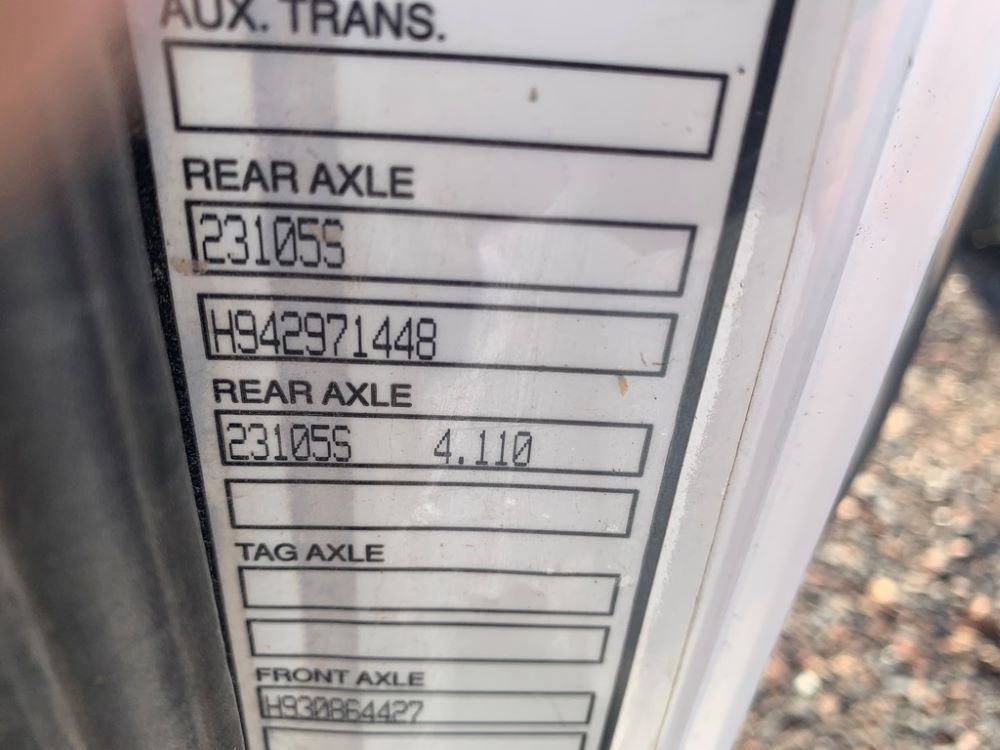 AUX. TRANS.
REAR AXLE
23105S
H942971448
REAR AXLE
23105S 4.110
TAG AXLE
FRONT AXLE
H930864427